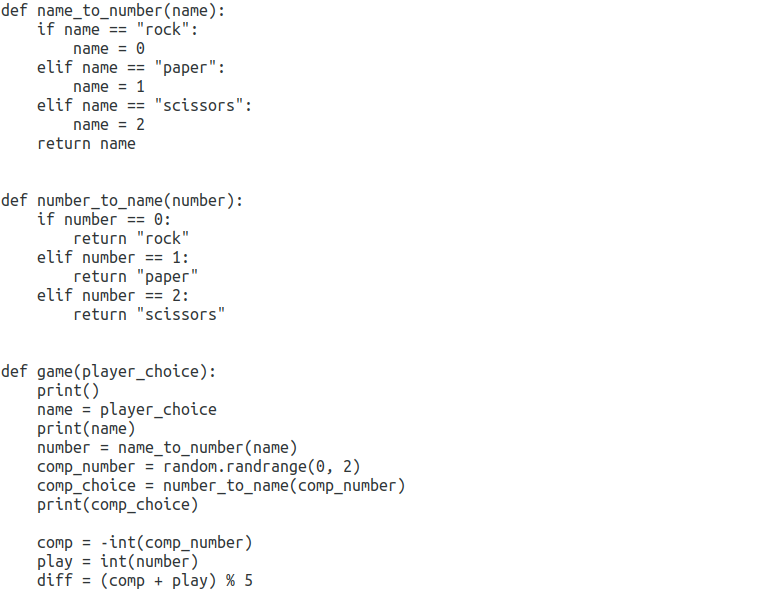 def name_to_number(name):
    if name == "rock":
        name = 0
    elif name == "paper":
        name = 1
    elif name == "scissors":
        name = 2
    return name
def number_to_name(number):
    if number == 0:
        return "rock"
    elif number == 1:
        return "paper"
    elif number == 2:
        return "scissors"
def game(player_choice):
    print()
    name = player_choice
    print(name)
    number = name_to_number(name)
    comp_number = random.randrange(0, 2)
    comp_choice = number_to_name(comp_number)
    print(comp_choice)
    comp = -int(comp_number)
    play = int(number)
    diff = (comp + play) % 5